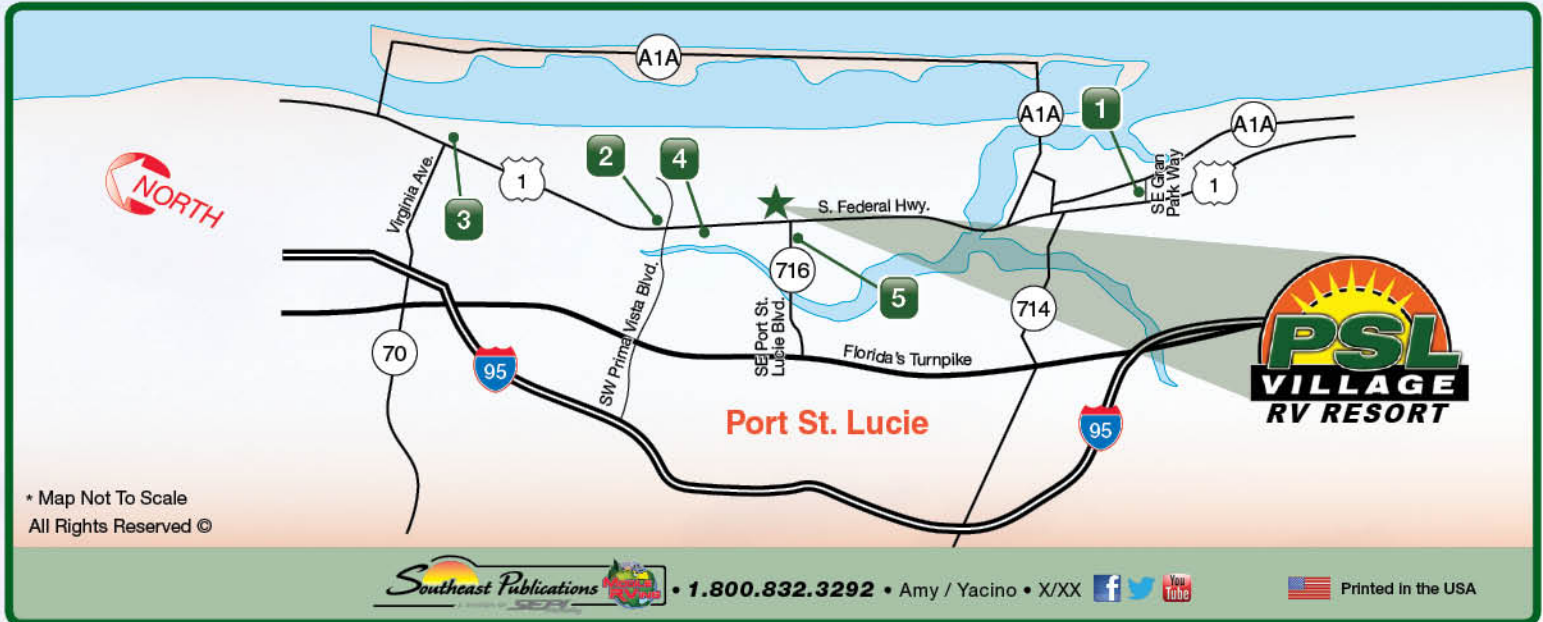 A1A
A1A
1
A1A
NORTH
Virginia Ave.
3
1
2
4
SE Gran
Park Way
1
S. Federal Hwy.
716
5
SW Prima Vista Blvd.
SE Port St.
Lucie Blvd.
714
70
95
Florida's Turnpike
Port St. Lucie
95
PSL
VILLAGE
RV RESORT
* Map Not To Scale
All Rights Reserved ©
Southeast Publications • 1.800.832.3292 • Amy / Yacino • X/XX f You Tube Printed in the USA